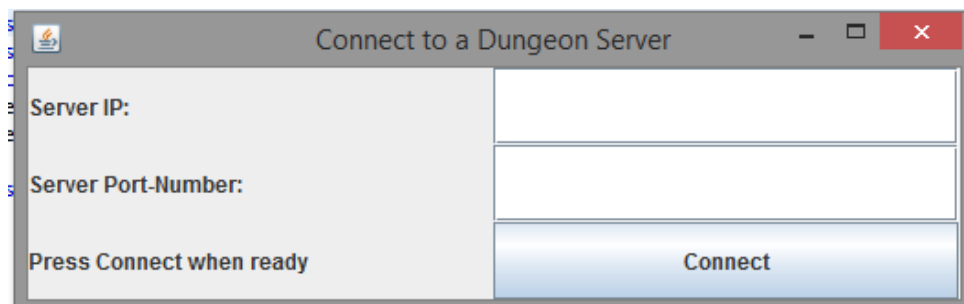 Connect to a Dungeon Server
Server IP:
Server Port-Number:
Press Connect when ready
Connect